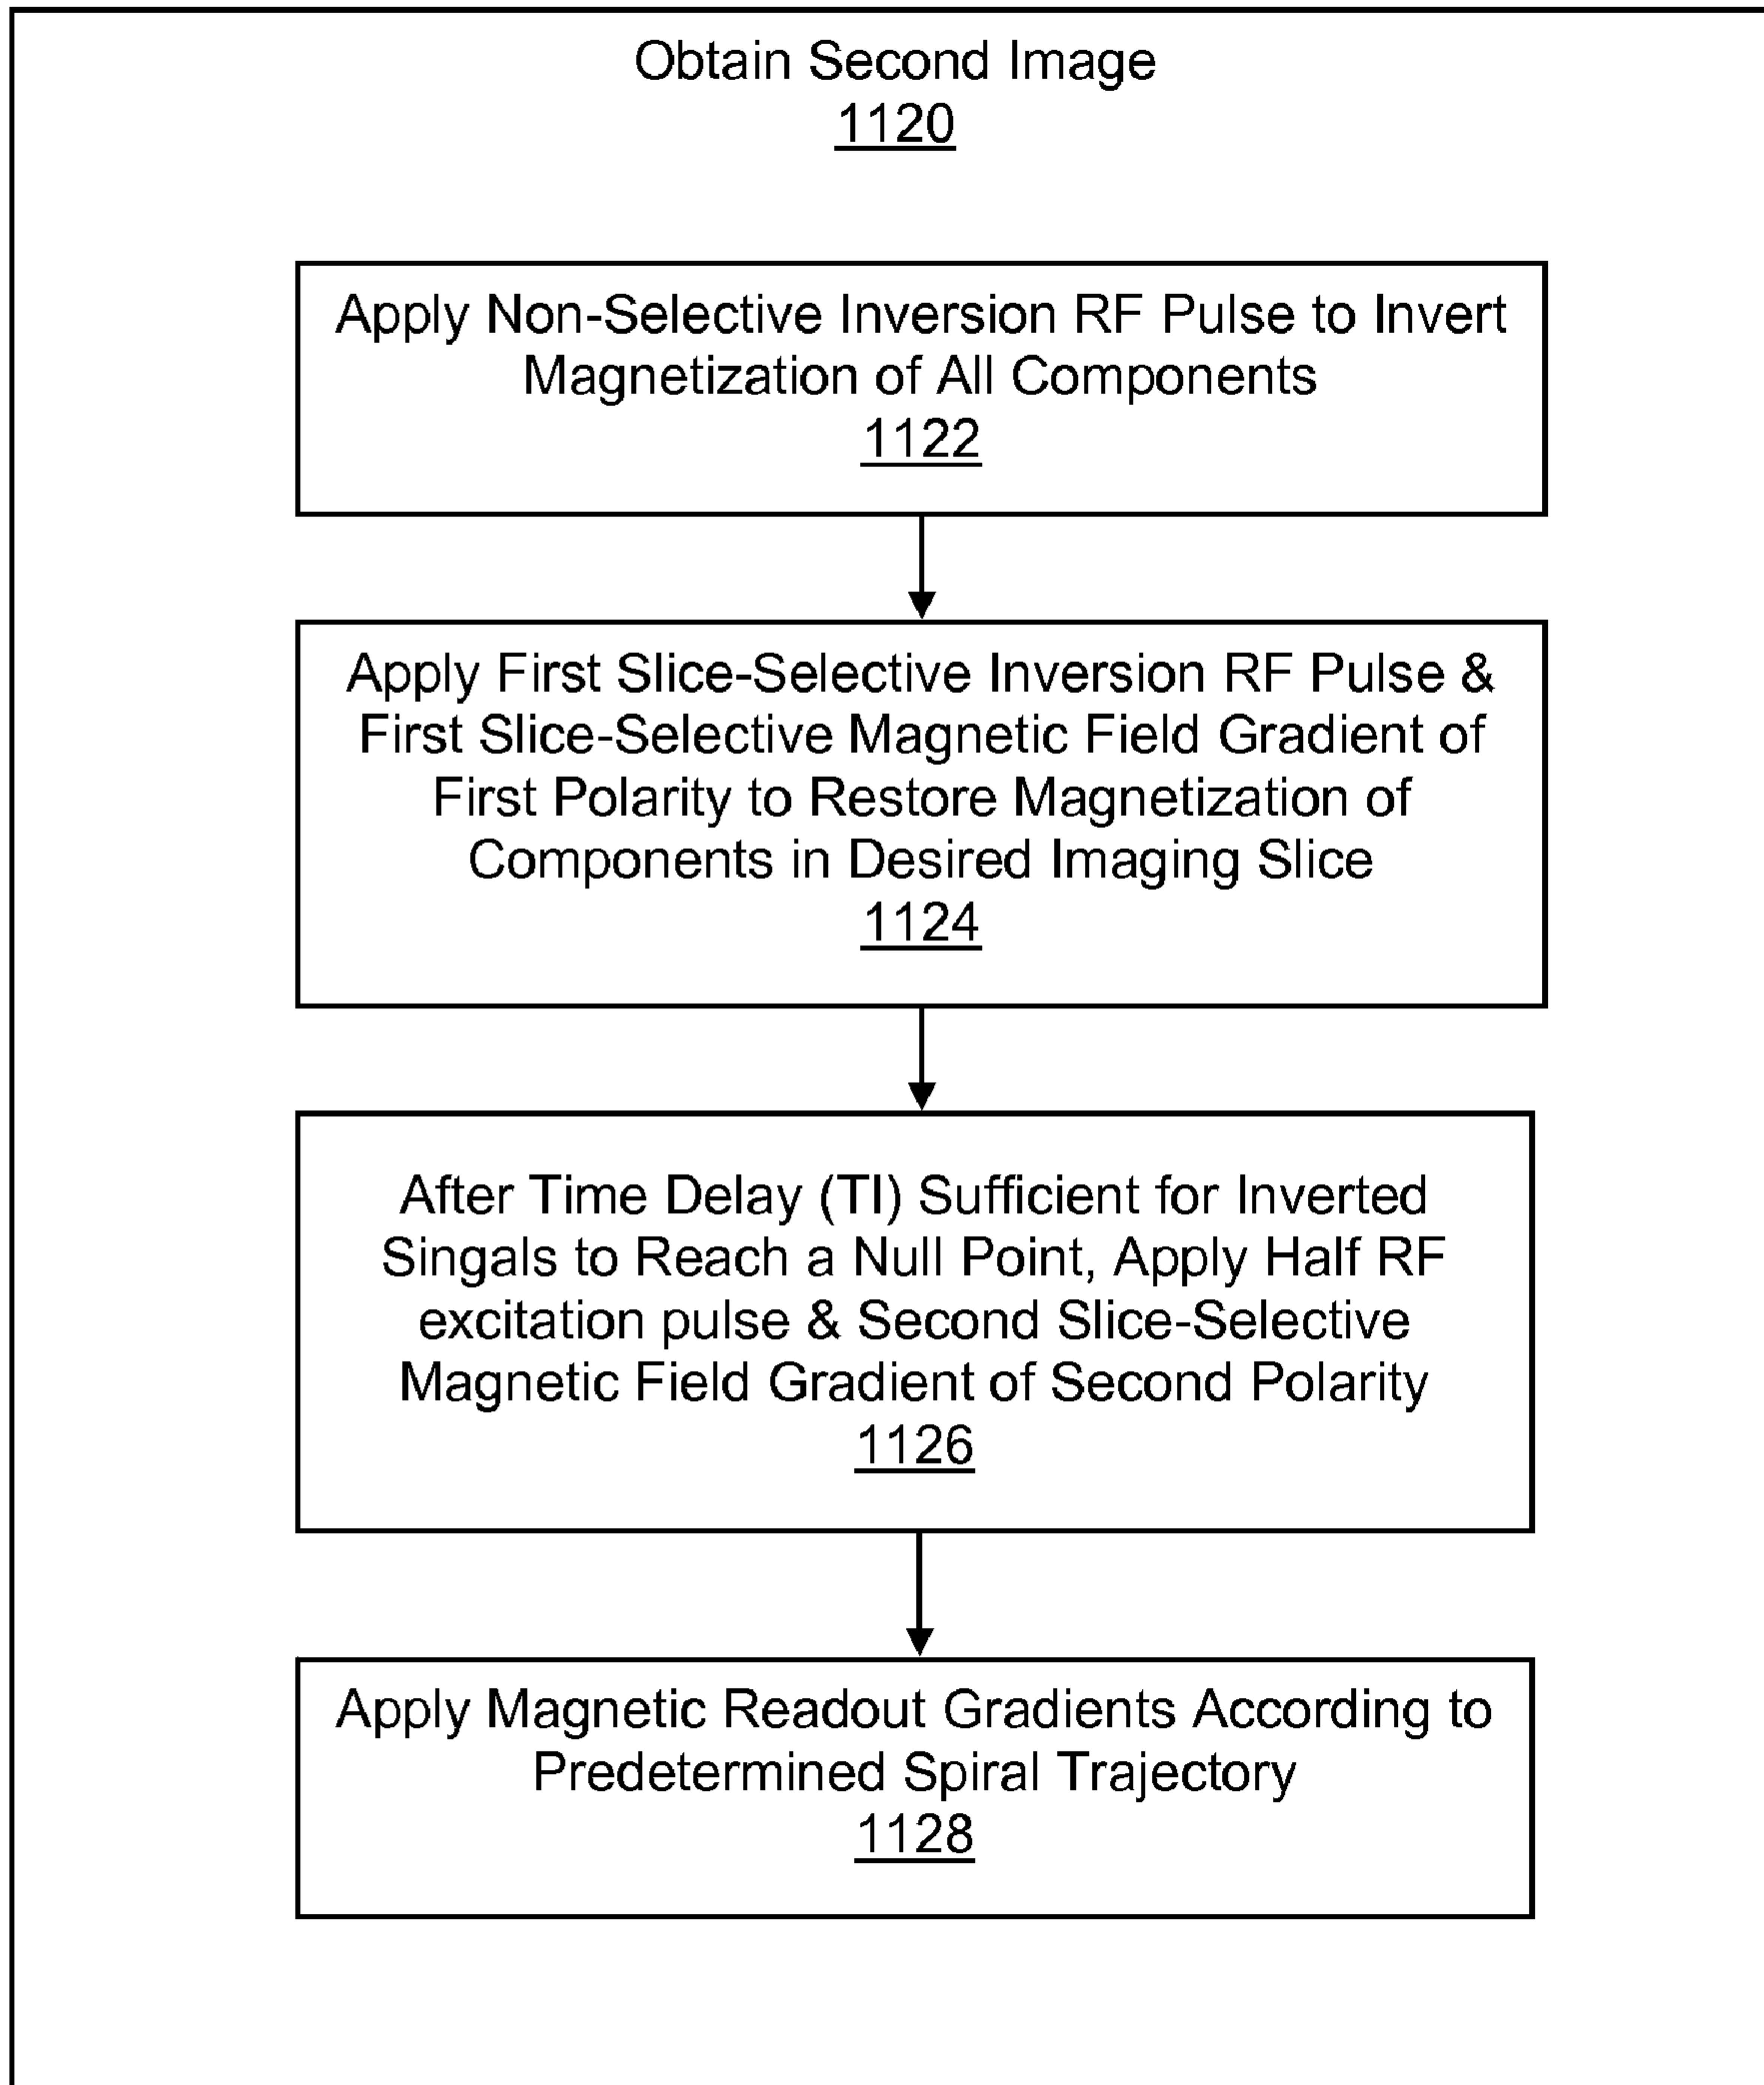 Obtain Second Image
1120
Apply Non-Selective Inversion RF Pulse to Invert
Magnetization of All Components
1122
Apply First Slice-Selective Inversion RF Pulse &
First Slice-Selective Magnetic Field Gradient of
First Polarity to Restore Magnetization of
Components in Desired Imaging Slice
1124
After Time Delay (TI) Sufficient for Inverted
Singals to Reach a Null Point, Apply Half RF
excitation pulse & Second Slice-Selective
Magnetic Field Gradient of Second Polarity
1126
Apply Magnetic Readout Gradients According to
Predetermined Spiral Trajectory
1128